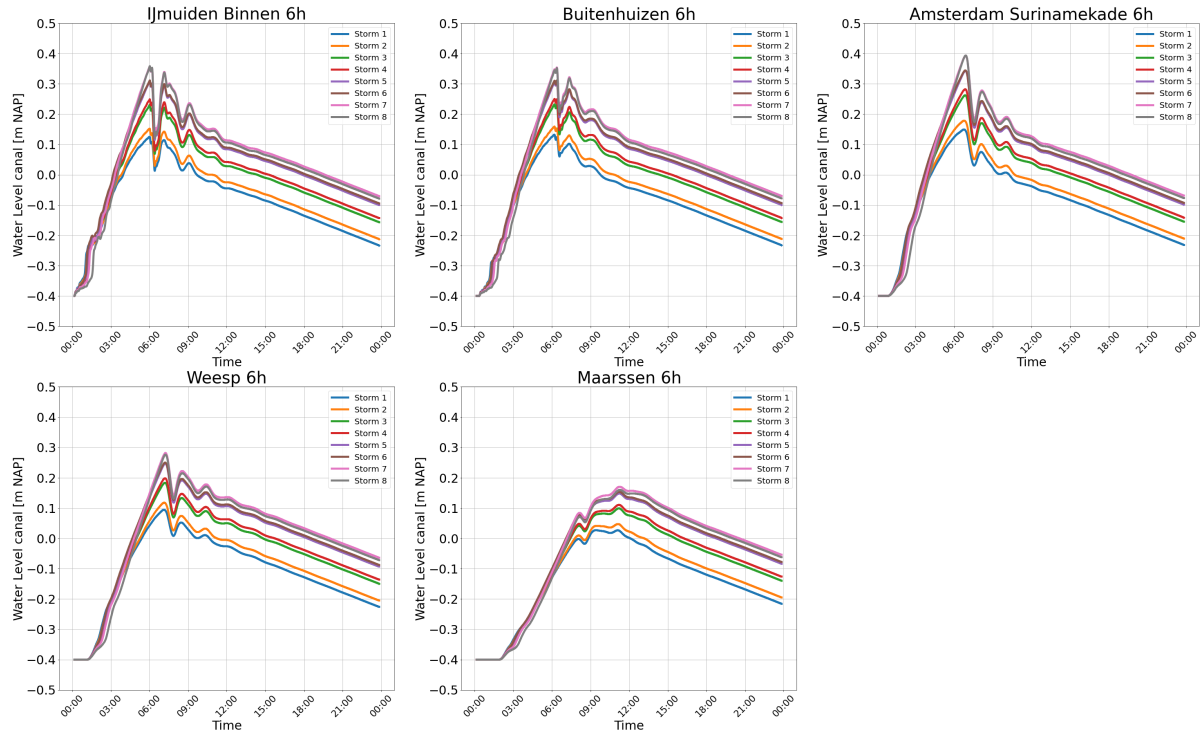 IJmuiden Binnen 6h
Water Level canal [m NAP]
0.5
0.4
0.3
0.2
0.1
0.0
−0.1
−0.2
−0.3
−0.4
−0.5
Storm 1
Storm 2
Storm 3
Storm 4
Storm 5
Storm 6
Storm 7
Storm 8
00:00 03:00 06:00 09:00 12:00 15:00 18:00 21:00 00:00
Time
Buitenhuizen 6h
Water Level canal [m NAP]
0.5
0.4
0.3
0.2
0.1
0.0
−0.1
−0.2
−0.3
−0.4
−0.5
Storm 1
Storm 2
Storm 3
Storm 4
Storm 5
Storm 6
Storm 7
Storm 8
00:00 03:00 06:00 09:00 12:00 15:00 18:00 21:00 00:00
Time
Amsterdam Surinamekade 6h
Water Level canal [m NAP]
0.5
0.4
0.3
0.2
0.1
0.0
−0.1
−0.2
−0.3
−0.4
−0.5
Storm 1
Storm 2
Storm 3
Storm 4
Storm 5
Storm 6
Storm 7
Storm 8
00:00 03:00 06:00 09:00 12:00 15:00 18:00 21:00 00:00
Time
Weesp 6h
Water Level canal [m NAP]
0.5
0.4
0.3
0.2
0.1
0.0
−0.1
−0.2
−0.3
−0.4
−0.5
Storm 1
Storm 2
Storm 3
Storm 4
Storm 5
Storm 6
Storm 7
Storm 8
00:00 03:00 06:00 09:00 12:00 15:00 18:00 21:00 00:00
Time
Maarssen 6h
Water Level canal [m NAP]
0.5
0.4
0.3
0.2
0.1
0.0
−0.1
−0.2
−0.3
−0.4
−0.5
Storm 1
Storm 2
Storm 3
Storm 4
Storm 5
Storm 6
Storm 7
Storm 8
00:00 03:00 06:00 09:00 12:00 15:00 18:00 21:00 00:00
Time